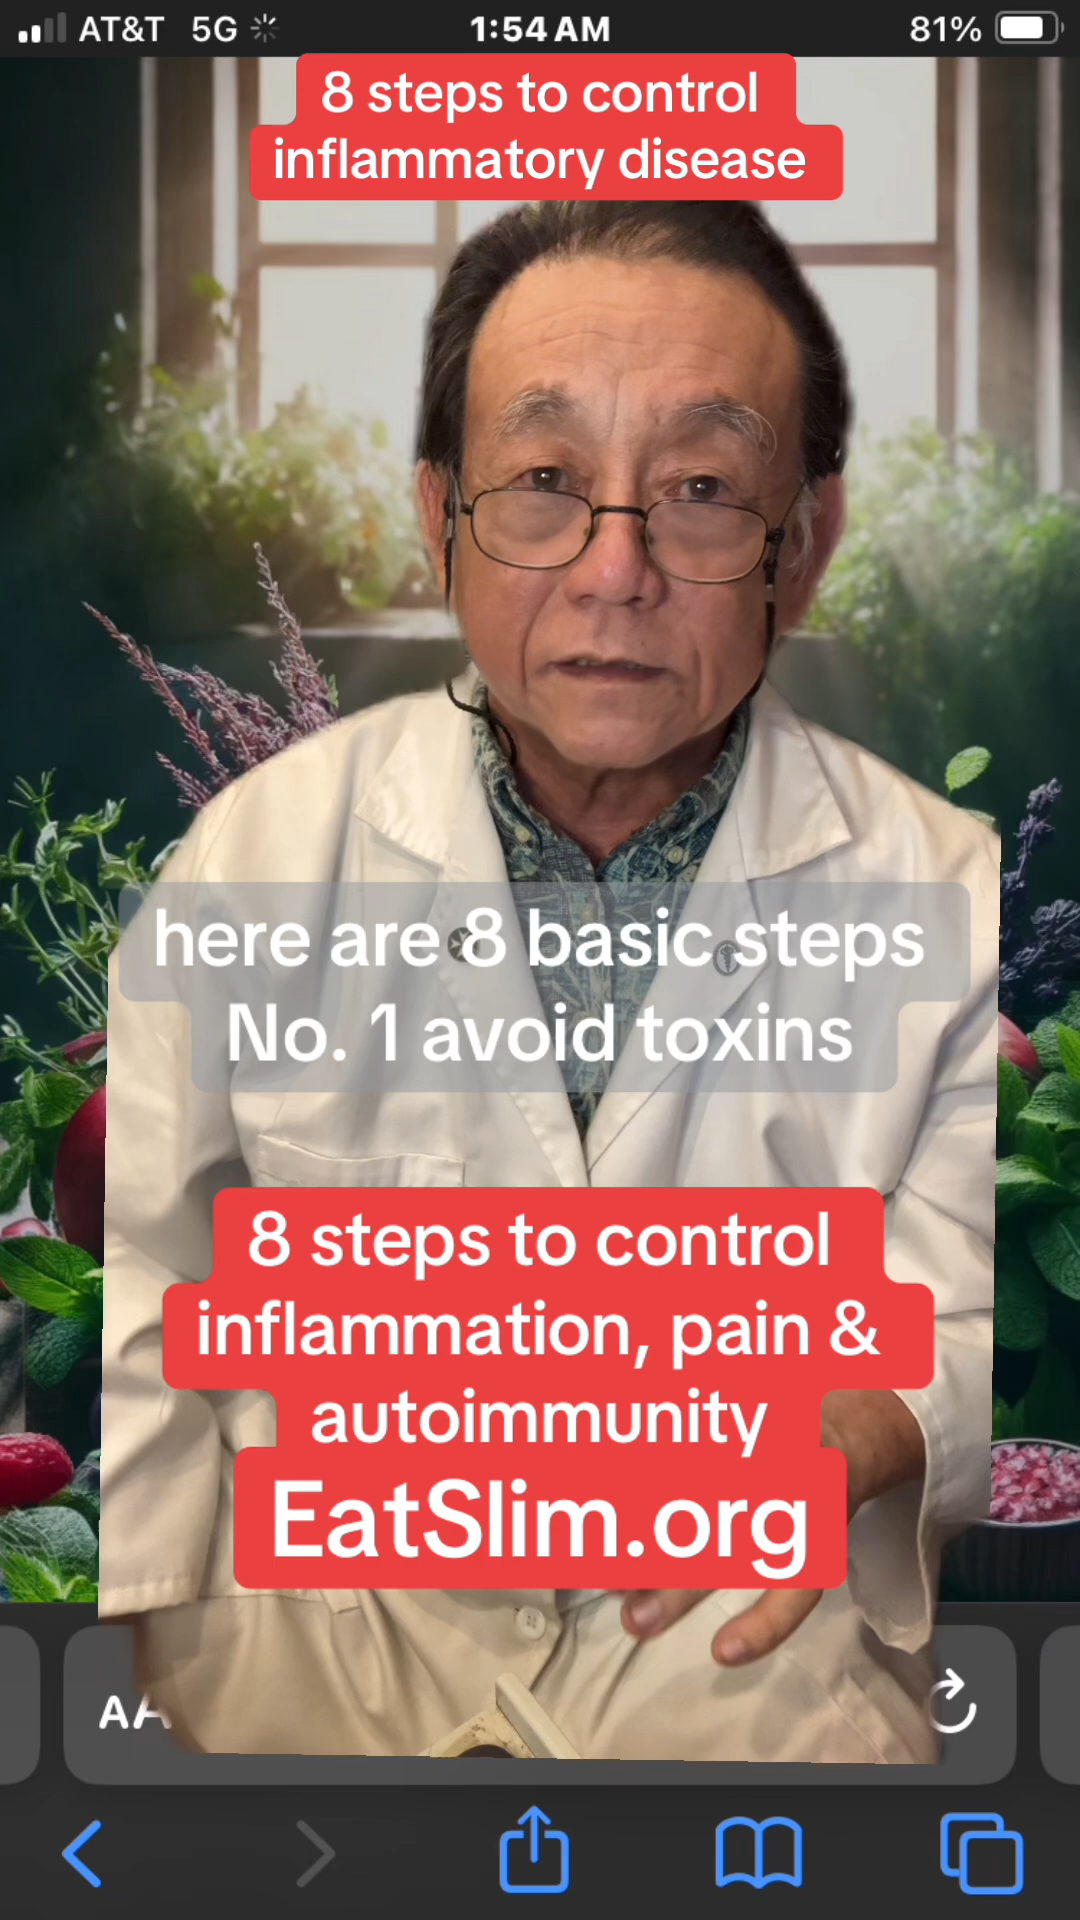 AT&T 5G 1:54 AM 81%
8 steps to control
inflammatory disease
here are 8 basic steps
No. 1 avoid toxins
8 steps to control
inflammation, pain &
autoimmunity
EatSlim.org
AA